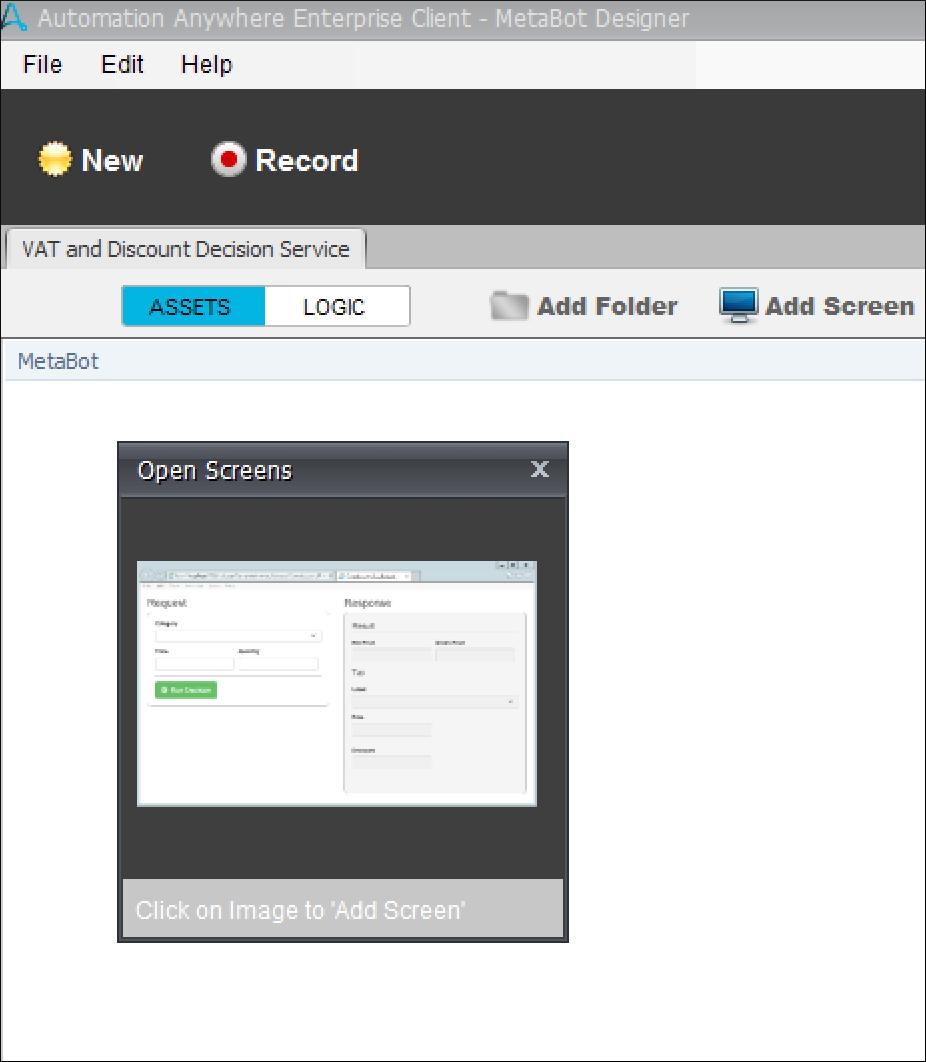 Automation Anywhere Enterprise Client - MetaBot Designer
File Edit Help
New Record
VAT and Discount Decision Service
ASSETS LOGIC Add Folder Add Screen
MetaBot
Open Screens X
Request Response
Category Result
Price Quantity
Run Decision Tax
Click on Image to 'Add Screen'